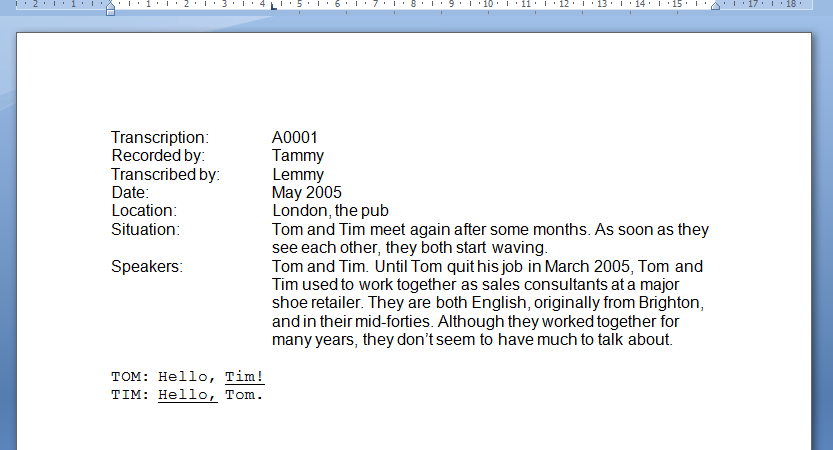 2 1 1 2 3 4 5 6 7 8 9 10 11 12 13 14 15 17 18
Transcription: A0001
Recorded by: Tammy
Transcribed by: Lemmy
Date: May 2005
Location: London, the pub
Situation: Tom and Tim meet again after some months. As soon as they
see each other, they both start waving.
Speakers: Tom and Tim. Until Tom quit his job in March 2005, Tom and
Tim used to work together as sales consultants at a major
shoe retailer. They are both English, originally from Brighton,
and in their mid-forties. Although they worked together for
many years, they don’t seem to have much to talk about.
TOM: Hello, Tim!
TIM: Hello, Tom.